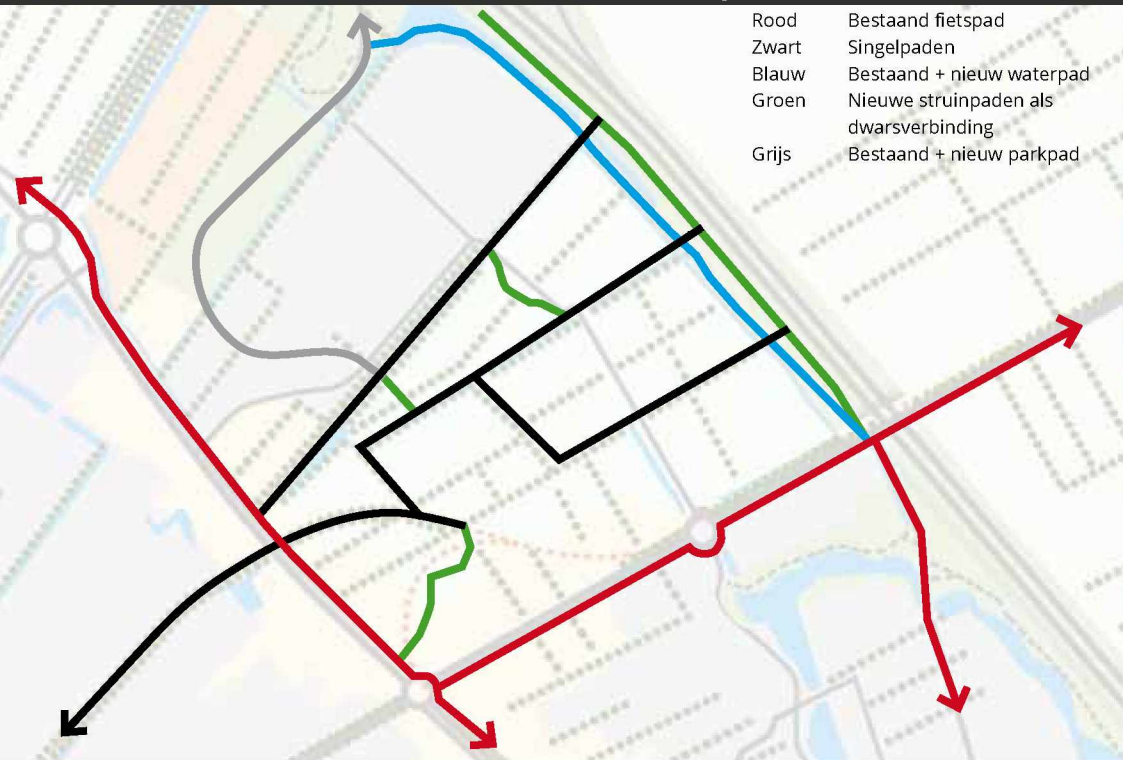 Rood Bestaand fietspad
Zwart Singelpaden
Blauw Bestaand + nieuw waterpad
Groen Nieuwe struinpaden als
dwarsverbinding
Grijs Bestaand + nieuw parkpad